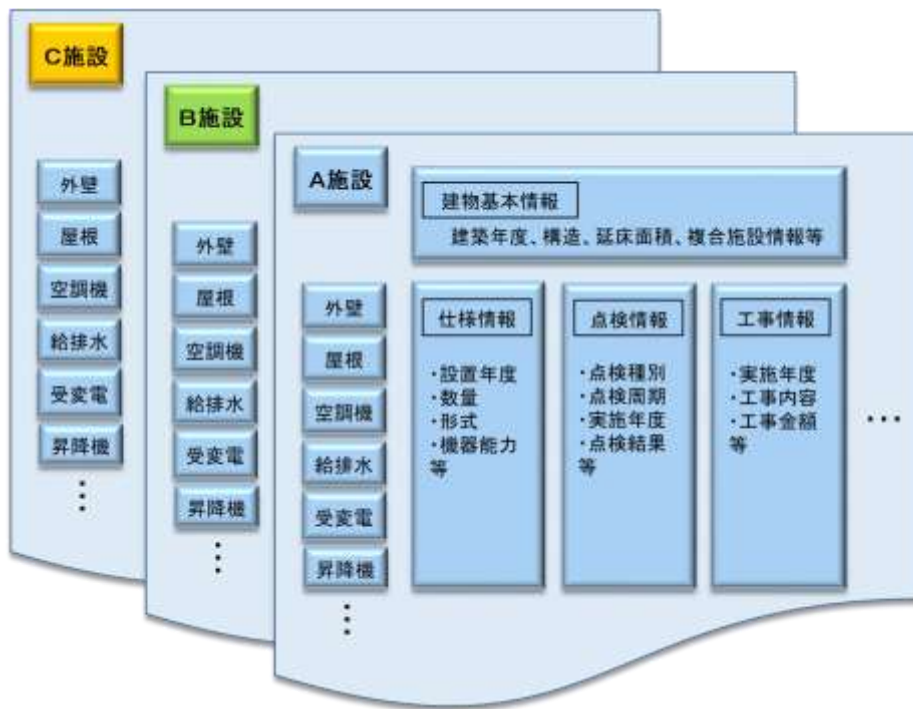 C施設
外壁
屋根
空調機
給排水
受変電
昇降機
⋮
B施設
外壁
屋根
空調機
給排水
受変電
昇降機
⋮
A施設
外壁
屋根
空調機
給排水
受変電
昇降機
⋮
建物基本情報
建築年度、構造、延床面積、複合施設情報等
仕様情報
・設置年度
・数量
・形式
・機器能力
等
点検情報
・点検種別
・点検周期
・実施年度
・点検結果
等
工事情報
・実施年度
・工事内容
・工事金額
等
…